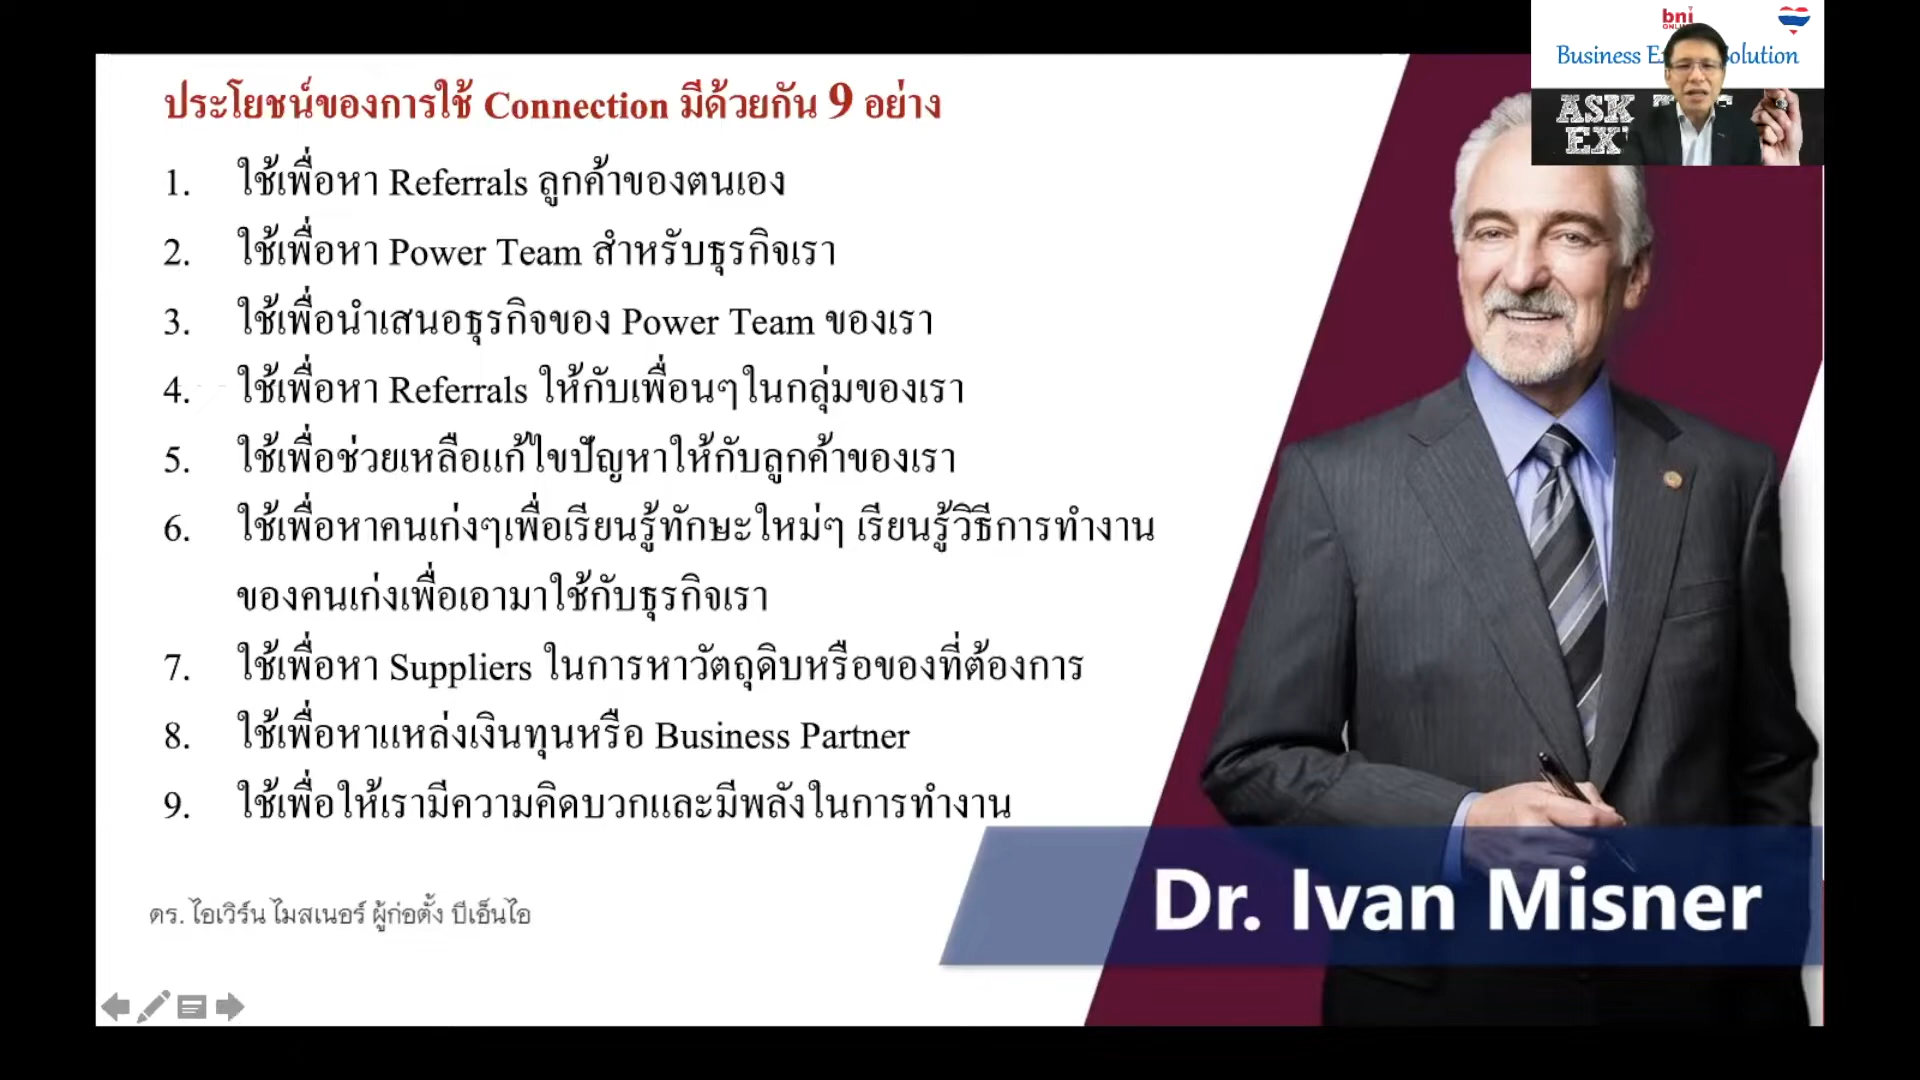 bni
Business Ex Solution
ASK
EX
ประโยชน์ของการใช้ Connection มีด้วยกัน 9 อย่าง
1. ใช้เพื่อหา Referrals ลูกค้าของตนเอง
2. ใช้เพื่อหา Power Team สำหรับธุรกิจเรา
3. ใช้เพื่อนำเสนอธุรกิจของ Power Team ของเรา
4. ใช้เพื่อหา Referrals ให้กับเพื่อนๆในกลุ่มของเรา
5. ใช้เพื่อช่วยเหลือแก้ไขปัญหาให้กับลูกค้าของเรา
6. ใช้เพื่อหาคนเก่งๆเพื่อเรียนรู้ทักษะใหม่ๆ เรียนรู้วิธีการทำงาน
ของคนเก่งเพื่อเอามาใช้กับธุรกิจเรา
7. ใช้เพื่อหา Suppliers ในการหาวัตถุดิบหรือของที่ต้องการ
8. ใช้เพื่อหาแหล่งเงินทุนหรือ Business Partner
9. ใช้เพื่อให้เรามีความคิดบวกและมีพลังในการทำงาน
Dr. Ivan Misner
ดร. ไอเวิร์น ไมสเนอร์ ผู้ก่อตั้ง บีเอ็นไอ